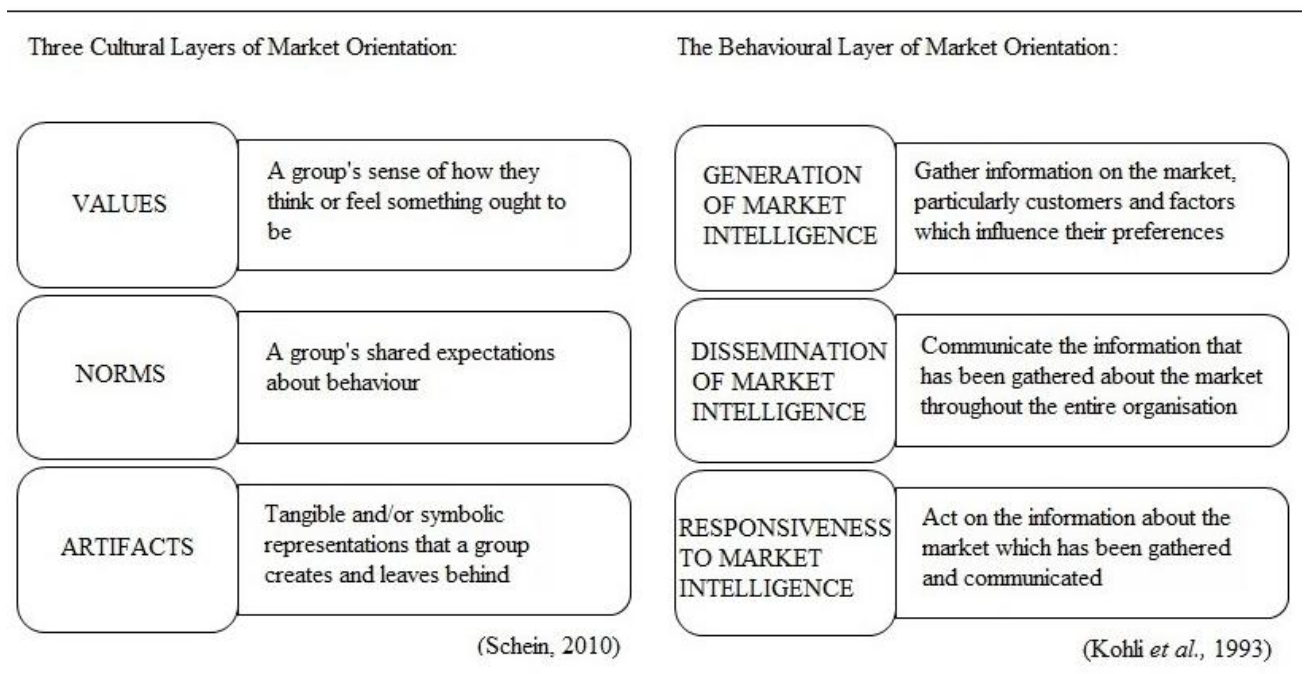 Three Cultural Layers of Market Orientation:
VALUES
A group's sense of how they
think or feel something ought to
be
NORMS
A group's shared expectations
about behaviour
ARTIFACTS
Tangible and/or symbolic
representations that a group
creates and leaves behind
(Schein, 2010)
The Behavioural Layer of Market Orientation:
GENERATION
OF MARKET
INTELLIGENCE
Gather information on the market,
particularly customers and factors
which influence their preferences
DISSEMINATION
OF MARKET
INTELLIGENCE
Communicate the information that
has been gathered about the market
throughout the entire organisation
RESPONSIVENESS
TO MARKET
INTELLIGENCE
Act on the information about the
market which has been gathered
and communicated
(Kohli et al., 1993)